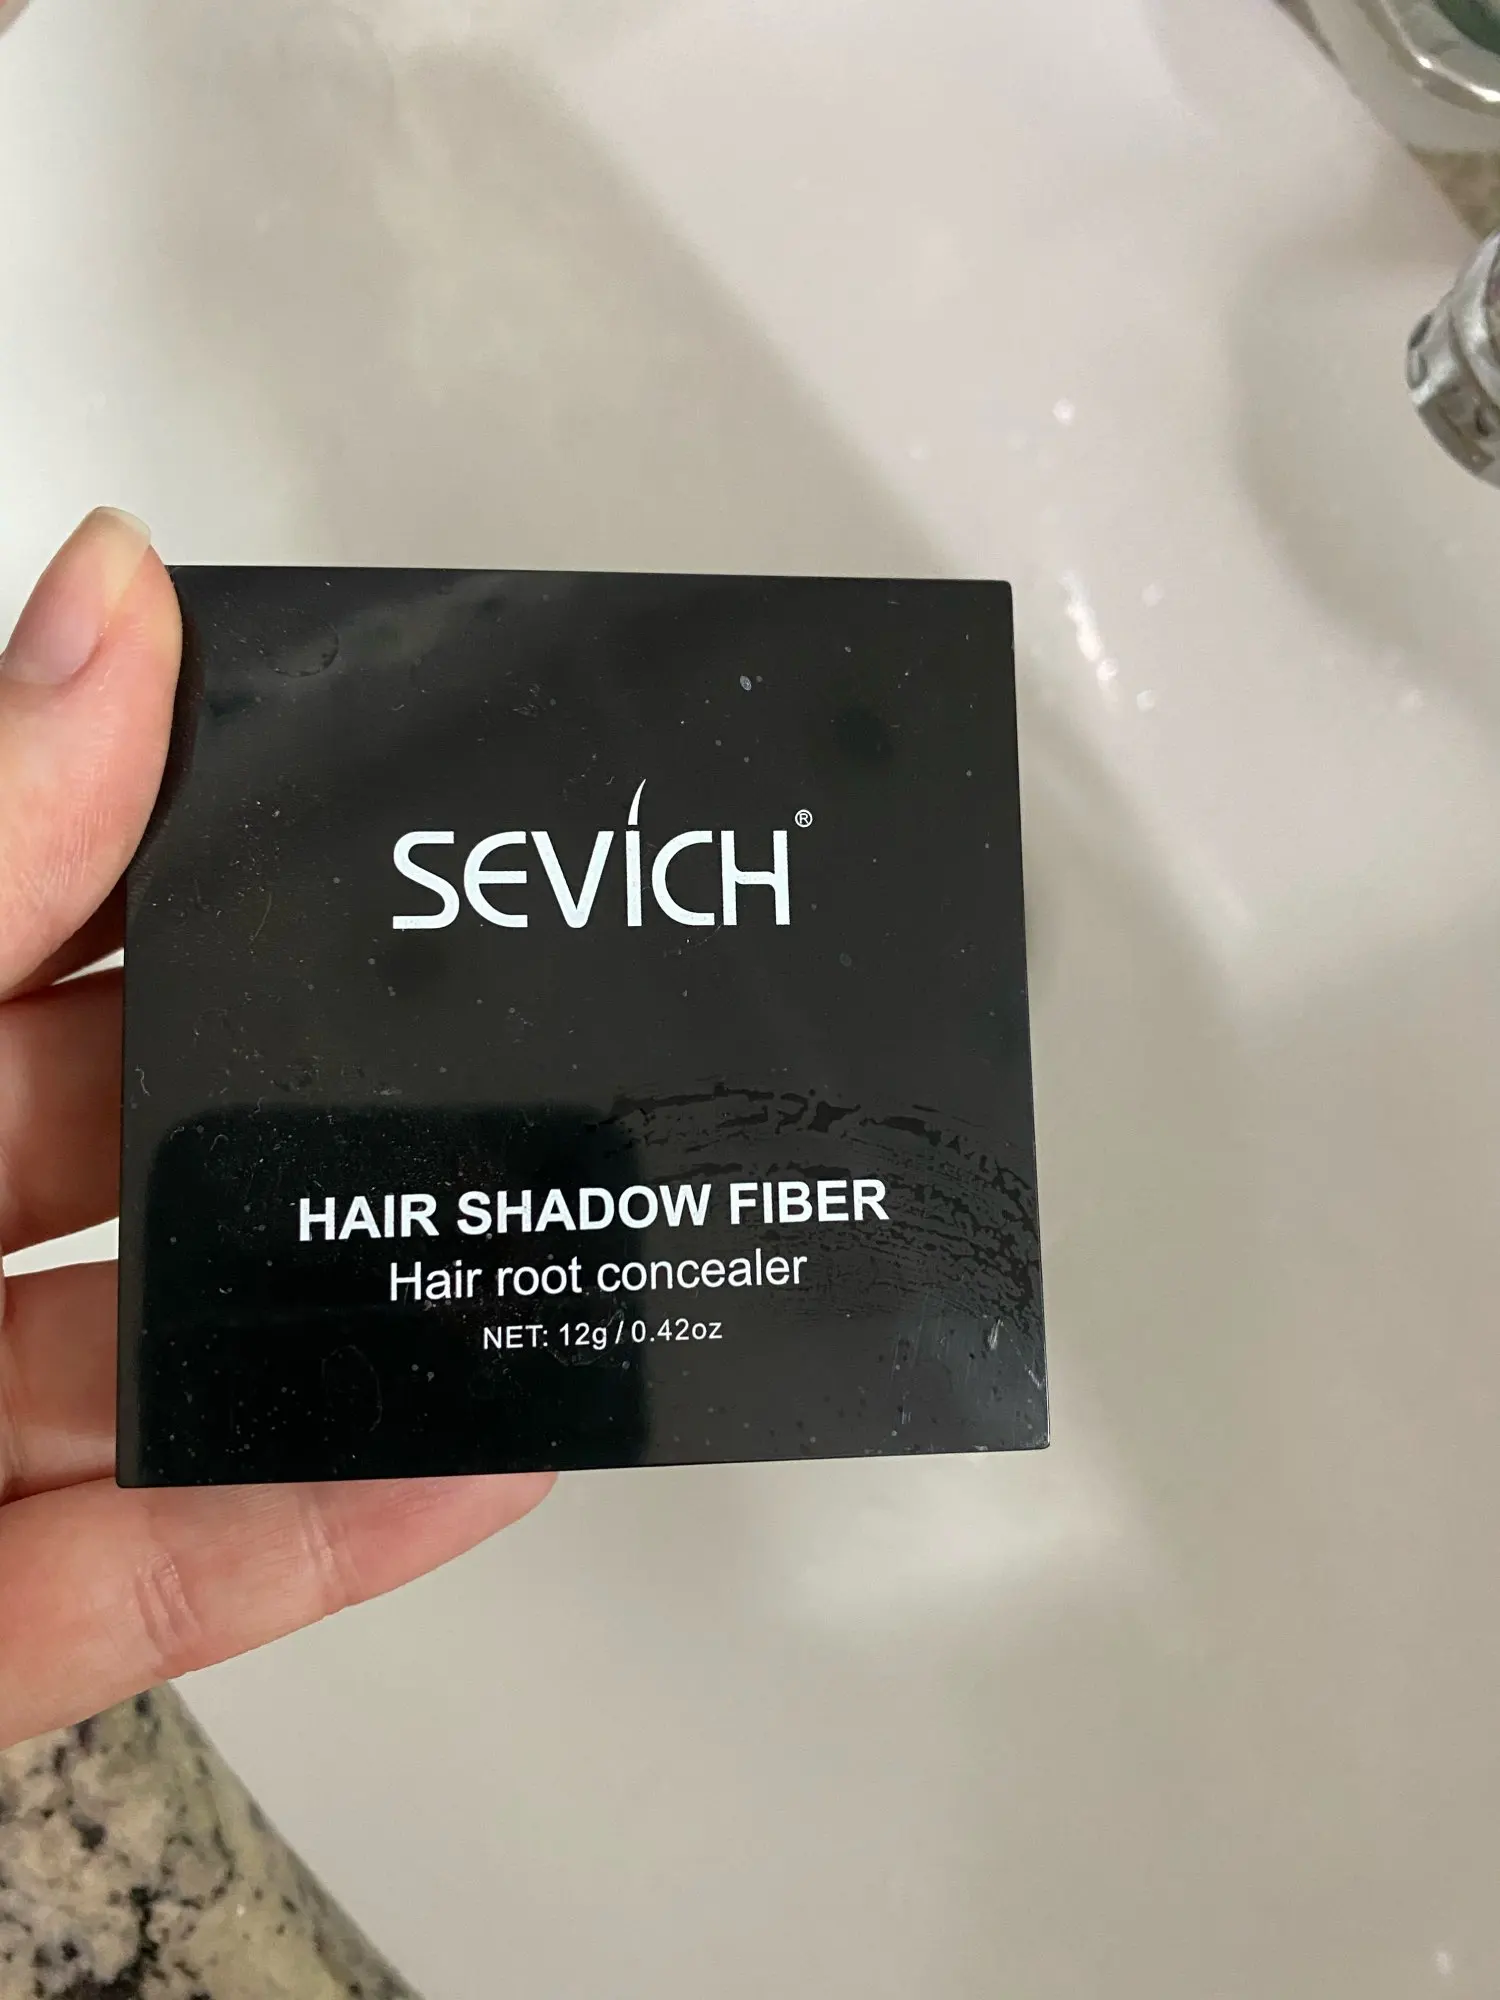 SEVICH®
HAIR SHADOW FIBER
Hair root concealer
NET: 12g / 0.42oz